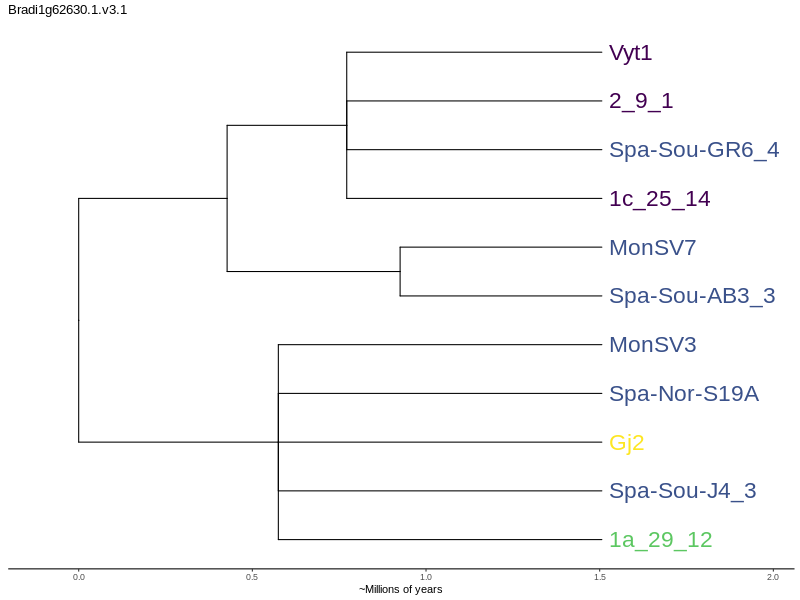 Bradi1g62630.1.v3.1
Vyt1
2_9_1
Spa-Sou-GR6_4
1c_25_14
MonSV7
Spa-Sou-AB3_3
MonSV3
Spa-Nor-S19A
Gj2
Spa-Sou-J4_3
1a_29_12
0.0 0.5 1.0 1.5 2.0
~Millions of years